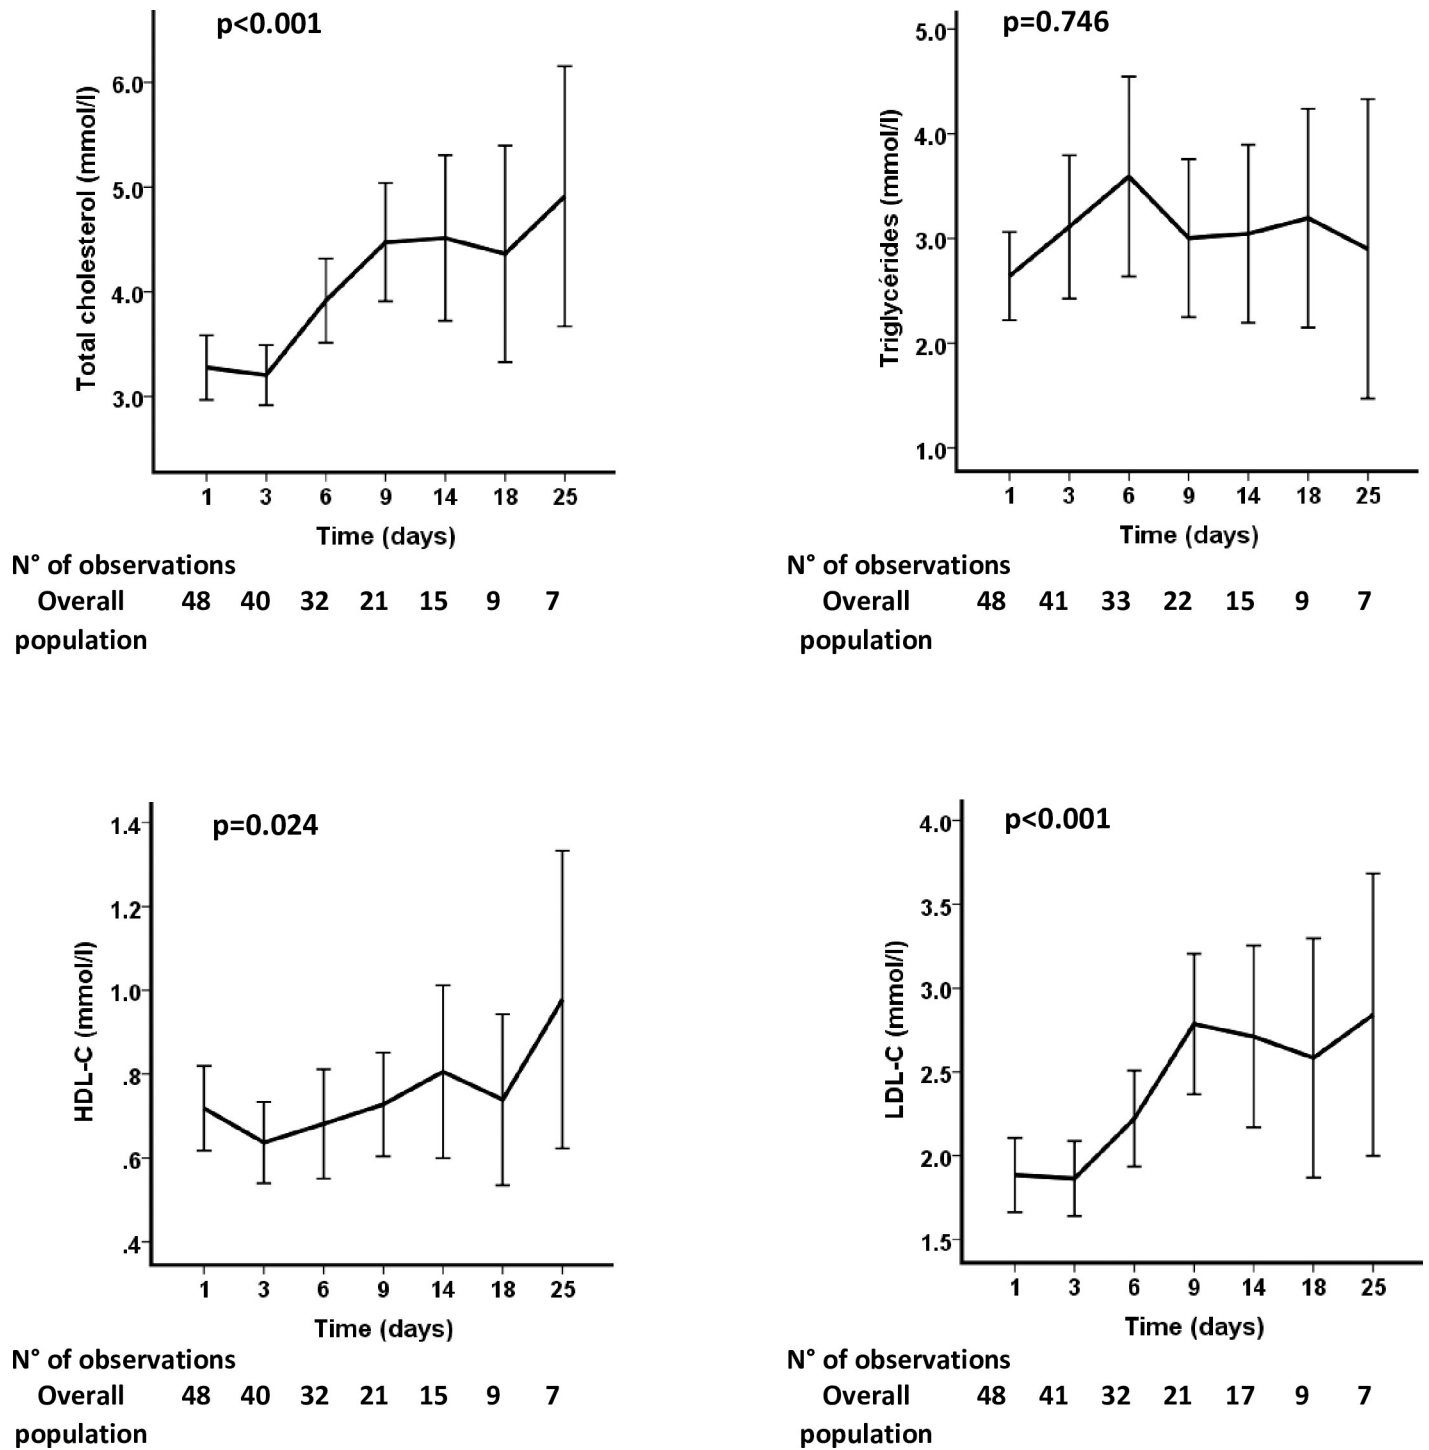 p<0.001
Total cholesterol (mmol/l)
6.0
5.0
4.0
3.0
1 3 6 9 14 18 25
Time (days)
N° of observations
Overall 48 40 32 21 15 9 7
population
p=0.746
Triglycérides (mmol/l)
5.0
4.0
3.0
2.0
1.0
1 3 6 9 14 18 25
Time (days)
N° of observations
Overall 48 41 33 22 15 9 7
population
p=0.024
HDL-C (mmol/l)
1.4
1.2
1.0
.8
.6
.4
1 3 6 9 14 18 25
Time (days)
N° of observations
Overall 48 40 32 21 15 9 7
population
p<0.001
LDL-C (mmol/l)
4.0
3.5
3.0
2.5
2.0
1.5
1 3 6 9 14 18 25
Time (days)
N° of observations
Overall 48 41 32 21 17 9 7
population